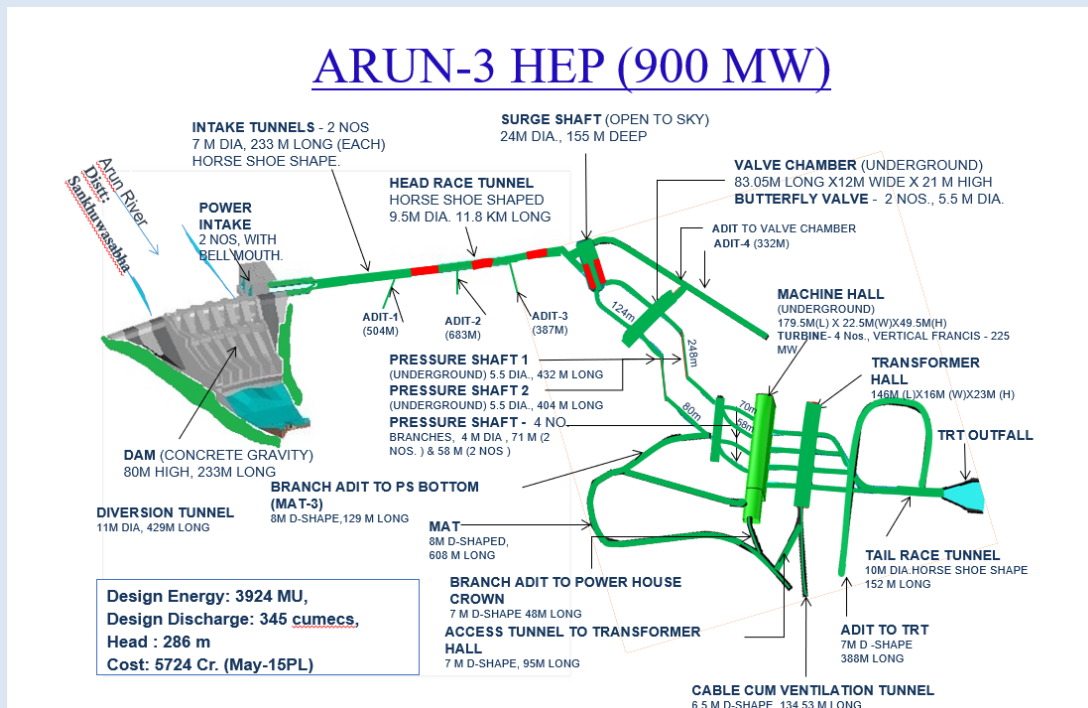 ARUN-3 HEP (900 MW)
INTAKE TUNNELS - 2 NOS
7 M DIA, 233 M LONG (EACH)
HORSE SHOE SHAPE.
SURGE SHAFT (OPEN TO SKY)
24M DIA., 155 M DEEP
VALVE CHAMBER (UNDERGROUND)
83.05M LONG X12M WIDE X 21 M HIGH
BUTTERFLY VALVE - 2 NOS., 5.5 M DIA.
Arun River
Distt:
Sankhuwasabha
POWER
INTAKE
2 NOS, WITH
BELL MOUTH.
HEAD RACE TUNNEL
HORSE SHOE SHAPED
9.5M DIA. 11.8 KM LONG
ADIT TO VALVE CHAMBER
ADIT-4 (332M)
ADIT-1
(504M)
ADIT-2
(683M)
ADIT-3
(387M)
124m
248m
MACHINE HALL
(UNDERGROUND)
179.5M(L) X 22.5M(W)X49.5M(H)
TURBINE- 4 Nos., VERTICAL FRANCIS - 225
MW
PRESSURE SHAFT 1
(UNDERGROUND) 5.5 DIA., 432 M LONG
PRESSURE SHAFT 2
(UNDERGROUND) 5.5 DIA., 404 M LONG
PRESSURE SHAFT - 4 NO.
BRANCHES, 4 M DIA , 71 M (2
NOS. ) & 58 M (2 NOS )
80m
70m
58m
TRANSFORMER
HALL
146M (L)X16M (W)X23M (H)
TRT OUTFALL
DAM (CONCRETE GRAVITY)
80M HIGH, 233M LONG
DIVERSION TUNNEL
11M DIA, 429M LONG
BRANCH ADIT TO PS BOTTOM
(MAT-3)
8M D-SHAPE,129 M LONG
MAT
8M D-SHAPED,
608 M LONG
BRANCH ADIT TO POWER HOUSE
CROWN
7 M D-SHAPE 48M LONG
ACCESS TUNNEL TO TRANSFORMER
HALL
7 M D-SHAPE, 95M LONG
TAIL RACE TUNNEL
10M DIA.HORSE SHOE SHAPE
152 M LONG
ADIT TO TRT
7M D -SHAPE
388M LONG
CABLE CUM VENTILATION TUNNEL
6.5 M D-SHAPE, 134.53 M LONG
Design Energy: 3924 MU,
Design Discharge: 345 cumecs,
Head : 286 m
Cost: 5724 Cr. (May-15PL)